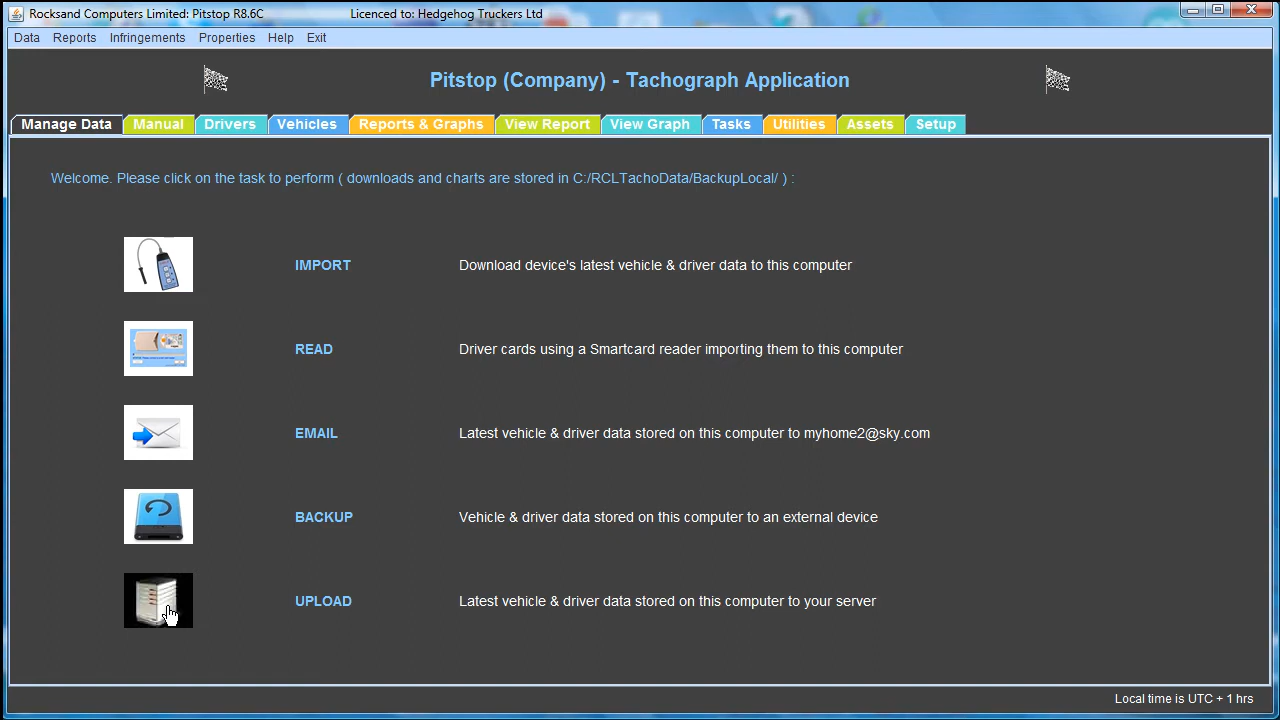 Rocksand Computers Limited: Pitstop R8.6C Licenced to: Hedgehog Truckers Ltd
Data Reports Infringements Properties Help Exit
Pitstop (Company) - Tachograph Application
Manage Data Manual Drivers Vehicles Reports & Graphs View Report View Graph Tasks Utilities Assets Setup
Welcome. Please click on the task to perform ( downloads and charts are stored in C:/RCLTachoData/BackupLocal/ ) :
IMPORT Download device's latest vehicle & driver data to this computer
READ Driver cards using a Smartcard reader importing them to this computer
EMAIL Latest vehicle & driver data stored on this computer to myhome2@sky.com
BACKUP Vehicle & driver data stored on this computer to an external device
UPLOAD Latest vehicle & driver data stored on this computer to your server
Local time is UTC + 1 hrs